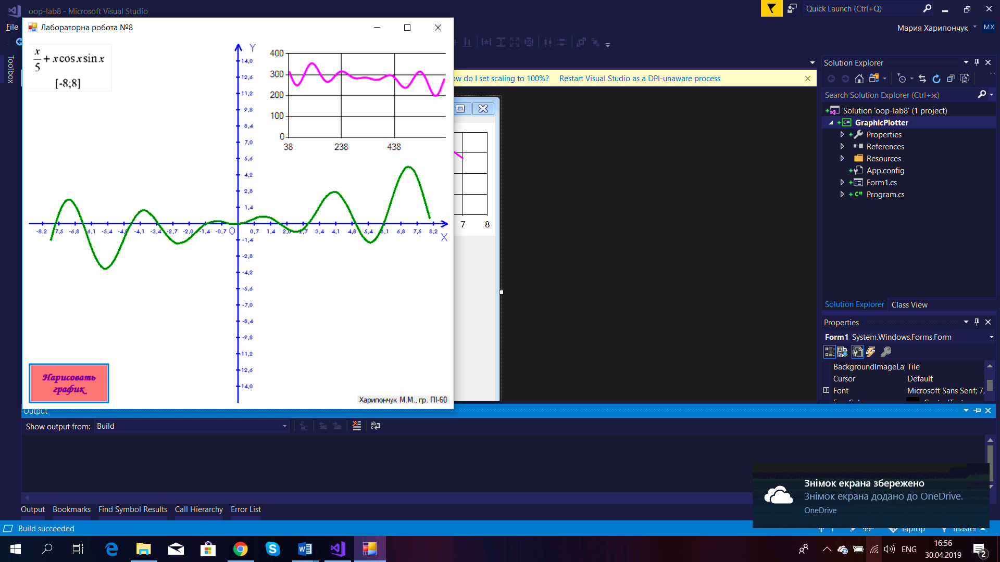 oop-lab8 - Microsoft Visual Studio
Quick Launch (Ctrl+Q)
File
Мария Харипончук
MX
Toolbox
Лабораторна робота №8
x/5 + x cos x sin x
[-8;8]
400
300
200
100
0
38 238 438
Y
14,0
12,6
11,2
9,8
8,4
7,0
5,6
4,2
2,8
1,4
-8,2 -7,5 -6,8 -6,1 -5,4 -4,8 -4,1 -3,4 -2,7 -2,0 -1,4 -0,7 O 0,7 1,4 2,0 2,7 3,4 4,1 4,8 5,4 6,1 6,8 7,5 8,2
X
-1,4
-2,8
-4,2
-5,6
-7,0
-8,4
-9,8
-11,2
-12,6
-14,0
Нарисовать
график
Харипончук М.М., гр. ПІ-60
ow do I set scaling to 100%? Restart Visual Studio as a DPI-unaware process
7 8
Solution Explorer
Search Solution Explorer (Ctrl+ж)
Solution 'oop-lab8' (1 project)
GraphicPlotter
Properties
References
Resources
App.config
Form1.cs
Program.cs
Solution Explorer Class View
Properties
Form1 System.Windows.Forms.Form
BackgroundImageLa Tile
Cursor Default
Font Microsoft Sans Serif; 7,
Output
Show output from: Build
Output Bookmarks Find Symbol Results Call Hierarchy Error List
Знімок екрана збережено
Знімок екрана додано до OneDrive.
OneDrive
Build succeeded
1 99+ laptop master
ENG
16:56
30.04.2019
2